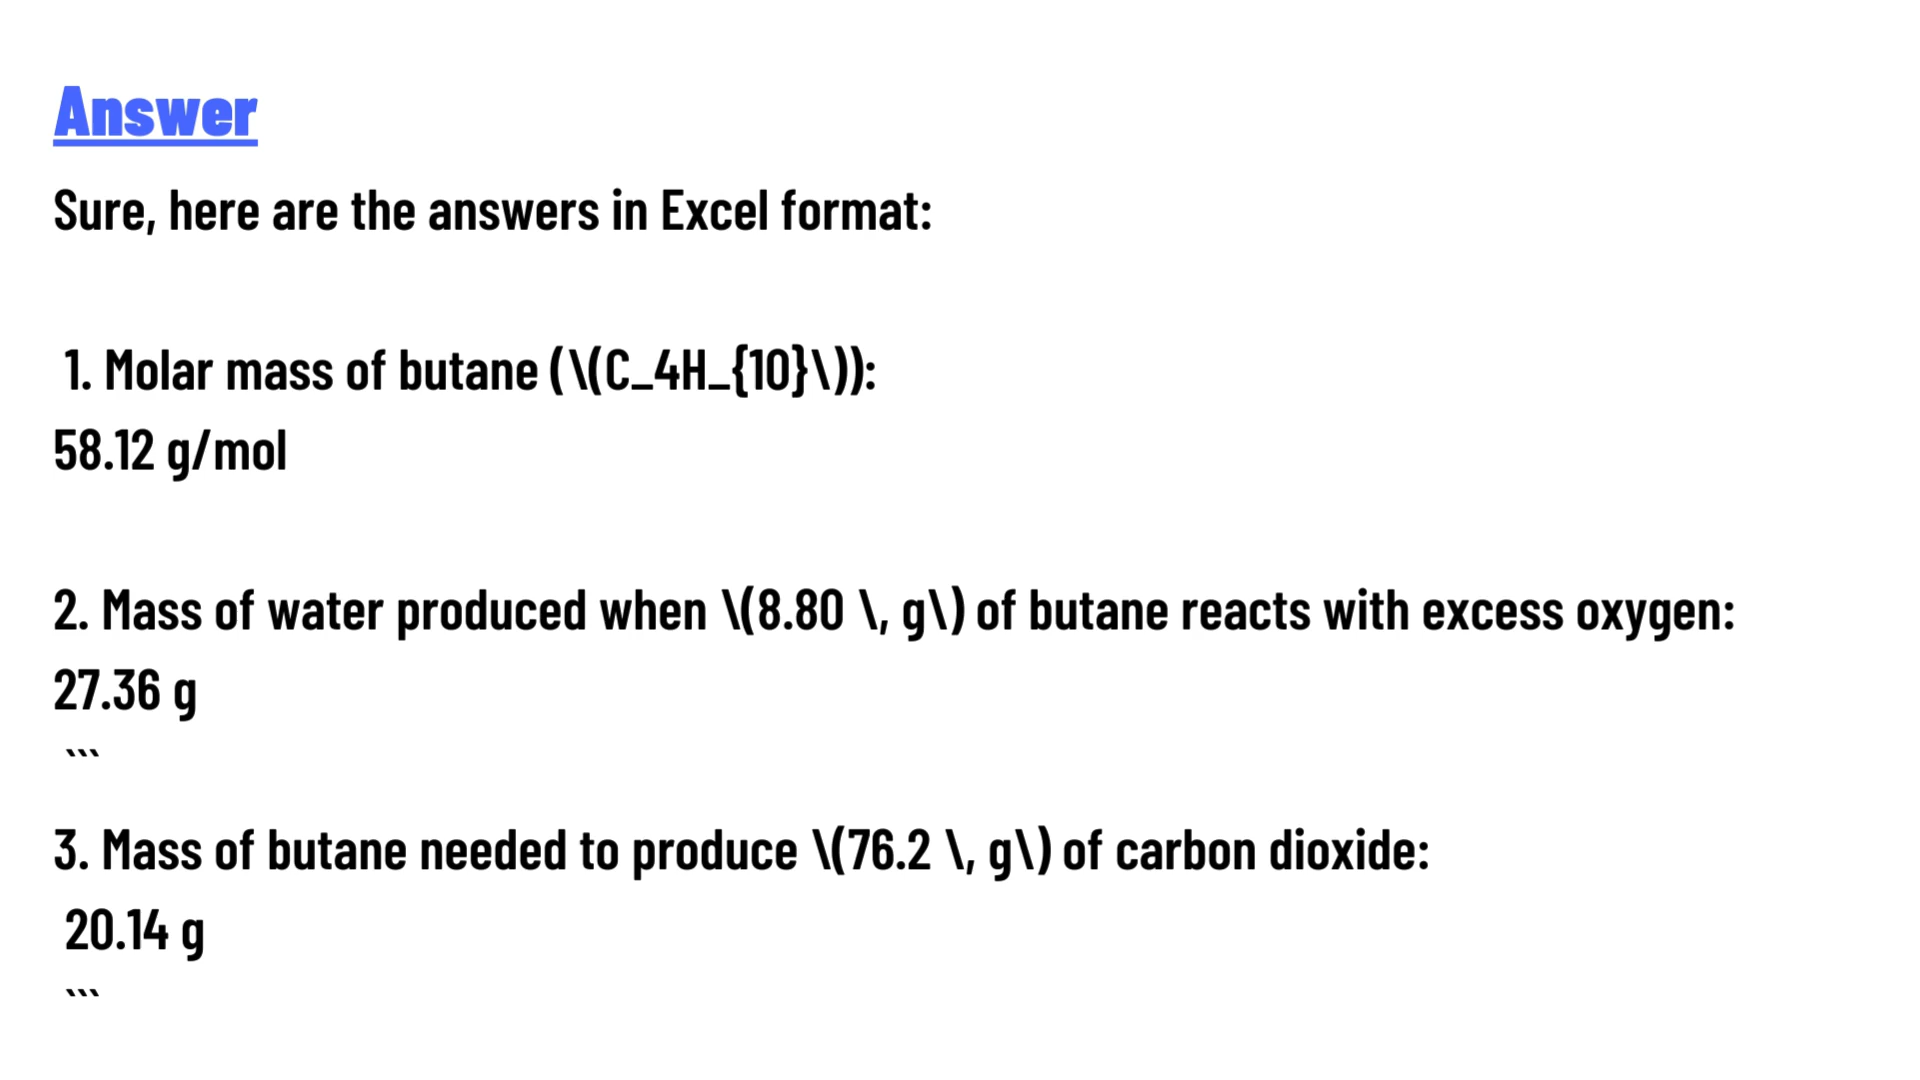 Answer
Sure, here are the answers in Excel format:
1. Molar mass of butane (\(C_4H_{10}\)):
58.12 g/mol
2. Mass of water produced when \(8.80 \, g\) of butane reacts with excess oxygen:
27.36 g
```
3. Mass of butane needed to produce \(76.2 \, g\) of carbon dioxide:
20.14 g
```